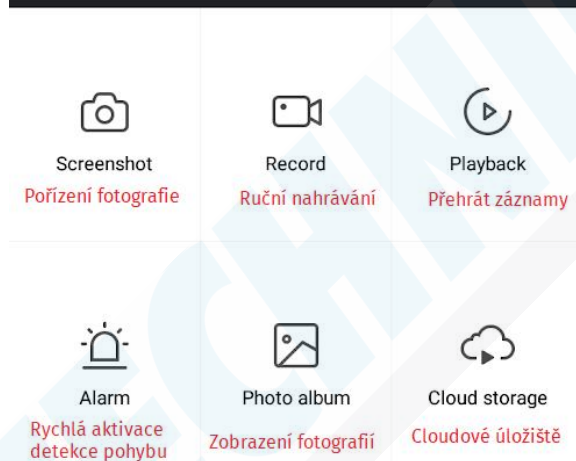 Screenshot
Record
Playback
Pořízení fotografie
Ruční nahrávání
Přehrát záznamy
Alarm
Photo album
Cloud storage
Rychlá aktivace
detekce pohybu
Zobrazení fotografií
Cloudové úložiště